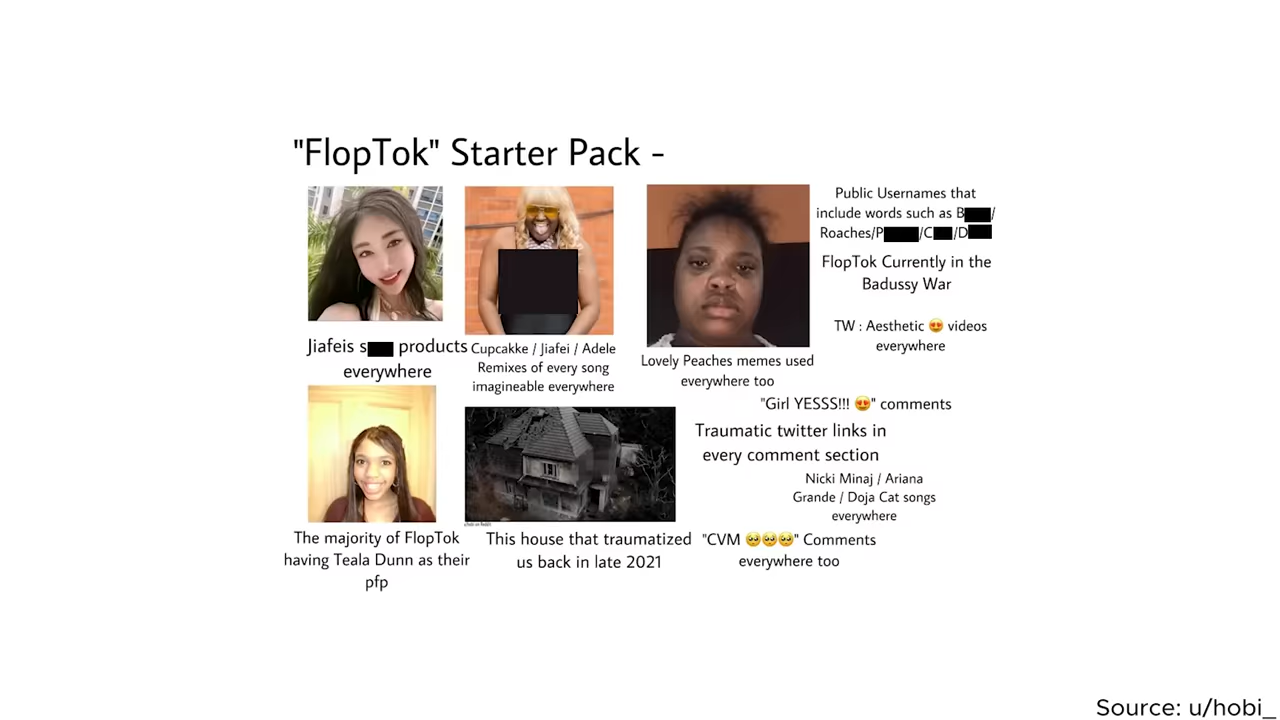 "FlopTok" Starter Pack -
Public Usernames that
include words such as B /
Roaches/P /C /D
FlopTok Currently in the
Badussy War
TW : Aesthetic 😍 videos
everywhere
Jiafeis s products
everywhere
Cupcakke / Jiafei / Adele
Remixes of every song
imagineable everywhere
Lovely Peaches memes used
everywhere too
"Girl YESSS!!! 😍" comments
Traumatic twitter links in
every comment section
Nicki Minaj / Ariana
Grande / Doja Cat songs
everywhere
The majority of FlopTok
having Teala Dunn as their
pfp
This house that traumatized
us back in late 2021
"CVM 🥺🥺🥺" Comments
everywhere too
Source: u/hobi_